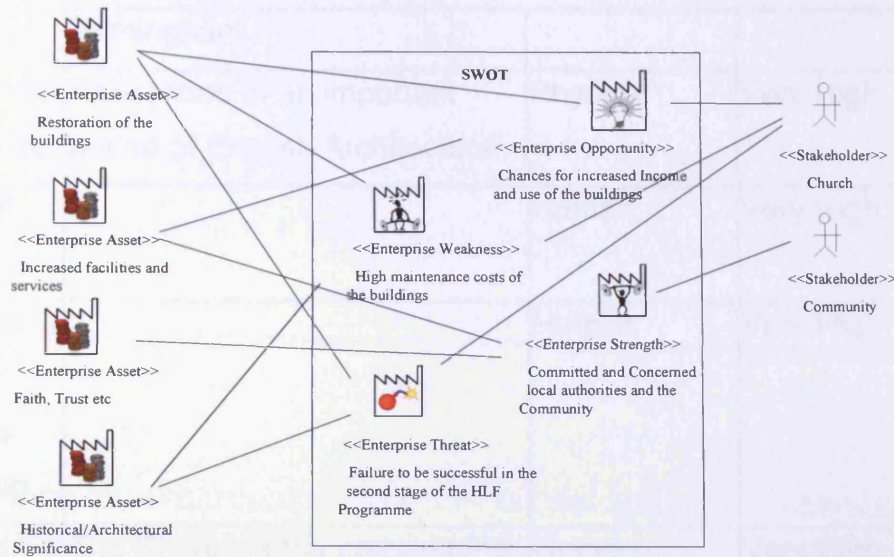 SWOT
<<Enterprise Asset>>
Restoration of the
buildings
<<Enterprise Opportunity>>
Chances for increased Income
and use of the buildings
<<Stakeholder>>
Church
<<Enterprise Asset>>
Increased facilities and
services
<<Enterprise Weakness>>
High maintenance costs of
the buildings
<<Stakeholder>>
Community
<<Enterprise Asset>>
Faith, Trust etc
<<Enterprise Strength>>
Committed and Concerned
local authorities and the
Community
<<Enterprise Threat>>
Failure to be successful in the
second stage of the HLF
Programme
<<Enterprise Asset>>
Historical/Architectural
Significance